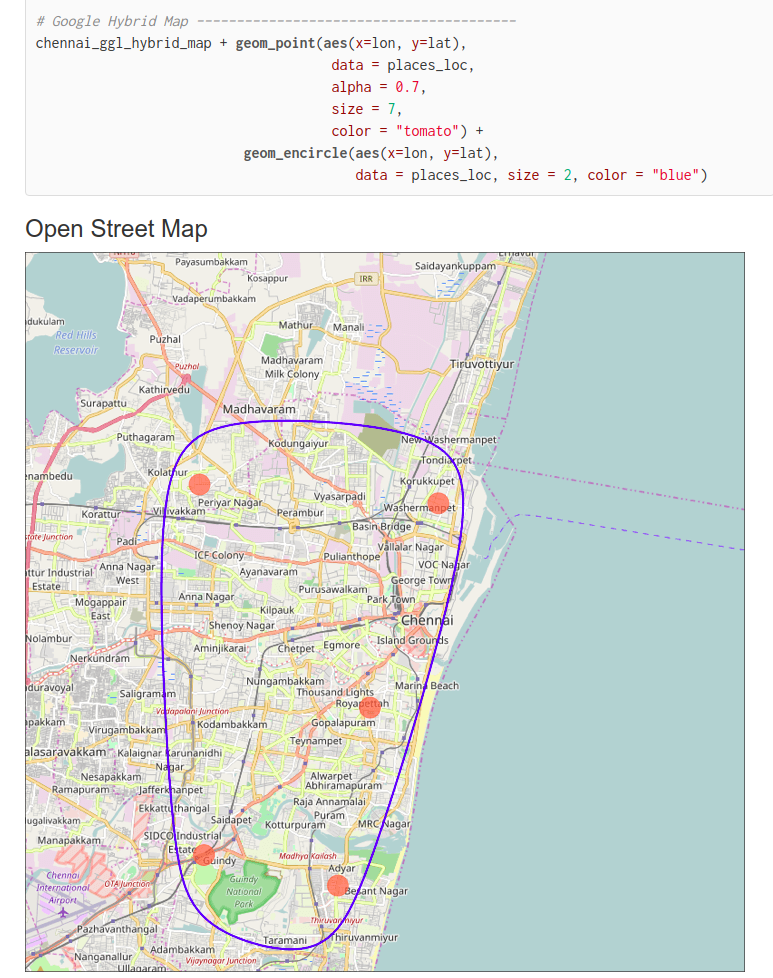 # Google Hybrid Map ----------------------------------------
chennai_ggl_hybrid_map + geom_point(aes(x=lon, y=lat),
data = places_loc,
alpha = 0.7,
size = 7,
color = "tomato") +
geom_encircle(aes(x=lon, y=lat),
data = places_loc, size = 2, color = "blue")
Open Street Map
Payasumbakkam
Ernavur
Saidayankuppam
Kosappur
IRR
Vadaperumbakkam
dukulam
Red Hills
Reservoir
Puzhal
Mathur
Manali
Madhavaram
Milk Colony
Tiruvottiyur
Puzhal
Kathirvedu
Surapattu
Madhavaram
Puthagaram
Kodungaiyur
New Washermanpet
Tondiarpet
Kolathur
enambedu
Korukkupet
Periyar Nagar
Vyasarpadi
Washermanpet
Korattur
Villivakkam
Perambur
Basin Bridge
state Junction
Padi
Vallalar Nagar
ICF Colony
Pulianthope
VOC Nagar
Anna Nagar
West
attur Industrial
Estate
Ayanavaram
George Town
Purusawalkam
Mogappair
East
Anna Nagar
Park Town
Kilpauk
Chennai
Shenoy Nagar
Nolambur
Island Grounds
Aminjikarai
Chetpet
Egmore
Nerkundram
duravoyal
Nungambakkam
Marina Beach
Saligramam
Thousand Lights
Royapettah
Vadapalani Junction
apakkam
Virugambakkam
Kodambakkam
Gopalapuram
Teynampet
alasaravakkam
Kalaignar Karunanidhi
Nagar
Nesapakkam
Alwarpet
Abhiramapuram
Ramapuram
Jafferkhanpet
Raja Annamalai
Puram
Ekkattuthangal
ugalivakkam
Saidapet
Kotturpuram
MRC Nagar
Manapakkam
SIDCO Industrial
Estate
Guindy
Madhya Kailash
Adyar
Chennai
International
Airport
OTA Junction
Guindy
National
Park
Besant Nagar
Thiruvanmiyur
Pazhavanthangal
Taramani
Thiruvanmiyur
Adambakkam
Nanganallur
Vijaynagar Junction
Ullagaram